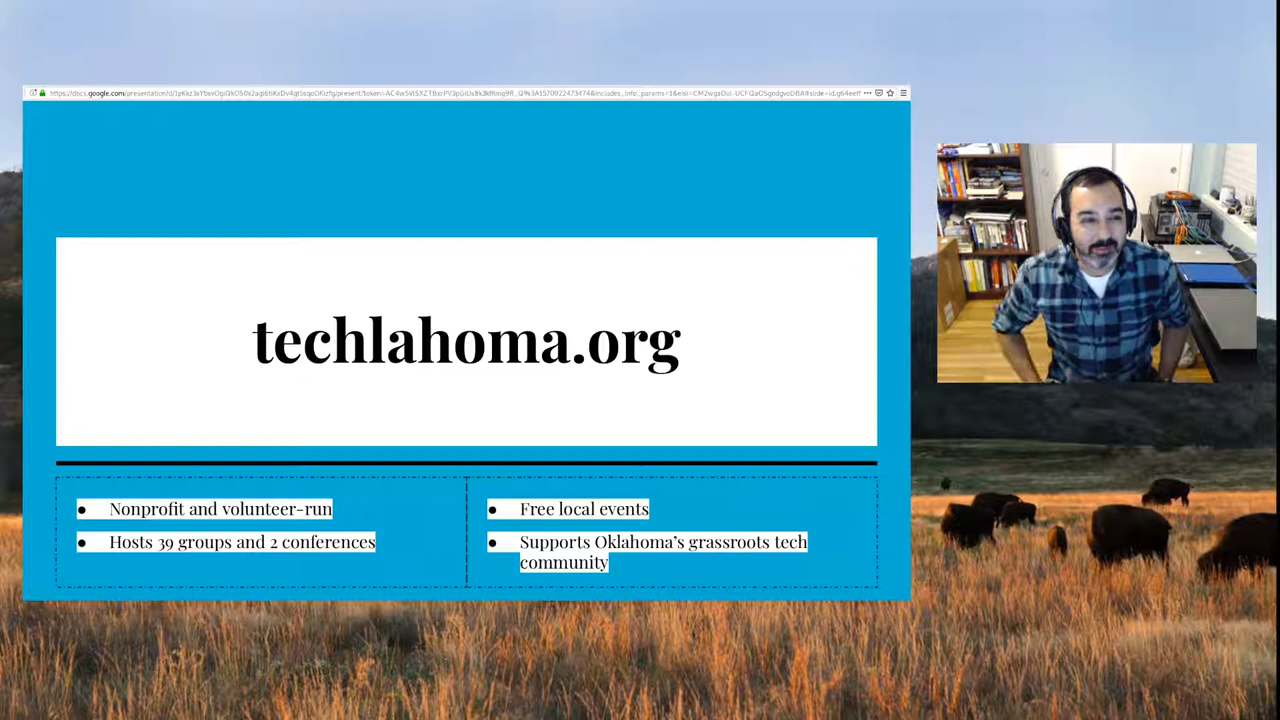 techlahoma.org
● Nonprofit and volunteer-run
● Hosts 39 groups and 2 conferences
● Free local events
● Supports Oklahoma's grassroots tech
community